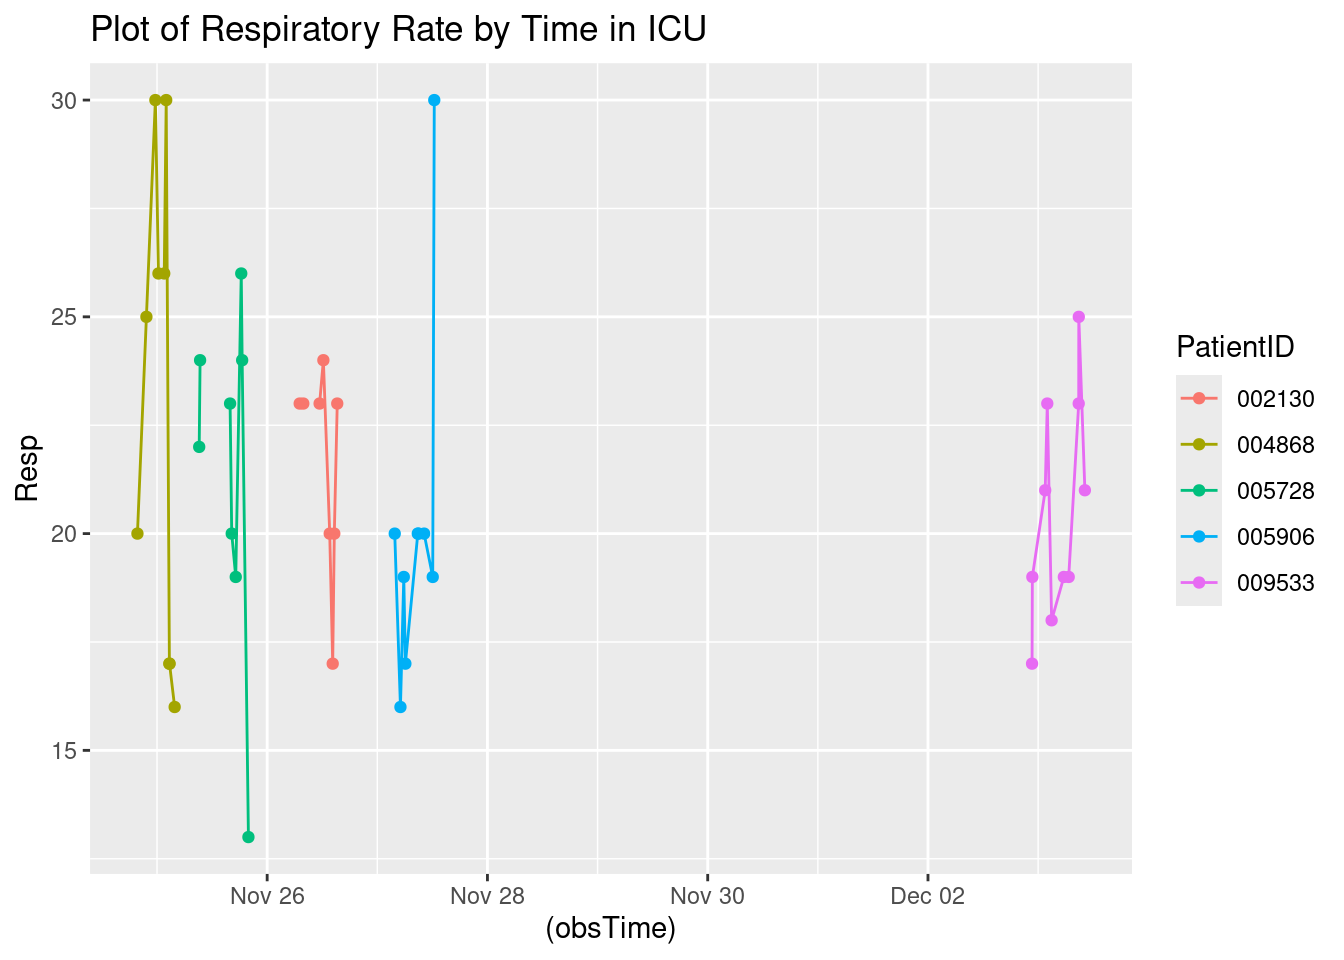 Plot of Respiratory Rate by Time in ICU
30
25
20
15
Resp
Nov 26
Nov 28
Nov 30
Dec 02
(obsTime)
PatientID
002130
004868
005728
005906
009533